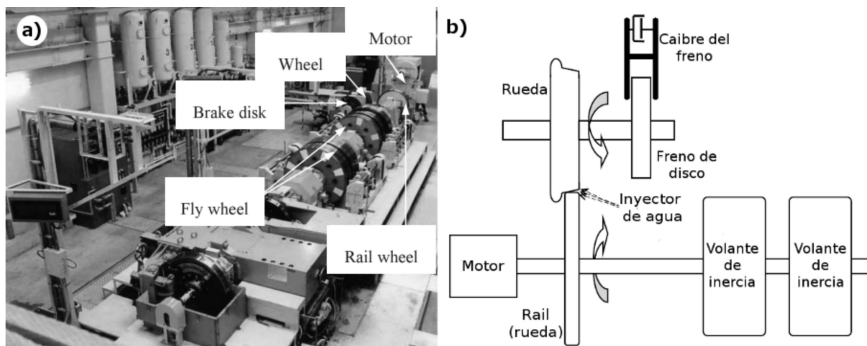 a)
Motor
Wheel
Brake disk
Fly wheel
Rail wheel
b)
Caibre del
freno
Rueda
Freno de
disco
Inyector
de agua
Motor
Volante
de
inercia
Volante
de
inercia
Rail
(rueda)